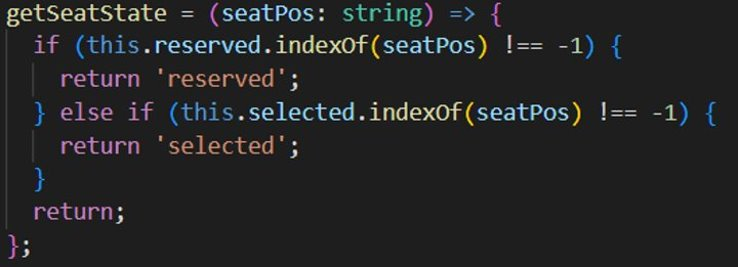 getSeatState = (seatPos: string) => {
  if (this.reserved.indexOf(seatPos) !== -1) {
    return 'reserved';
  } else if (this.selected.indexOf(seatPos) !== -1) {
    return 'selected';
  }
  return;
};